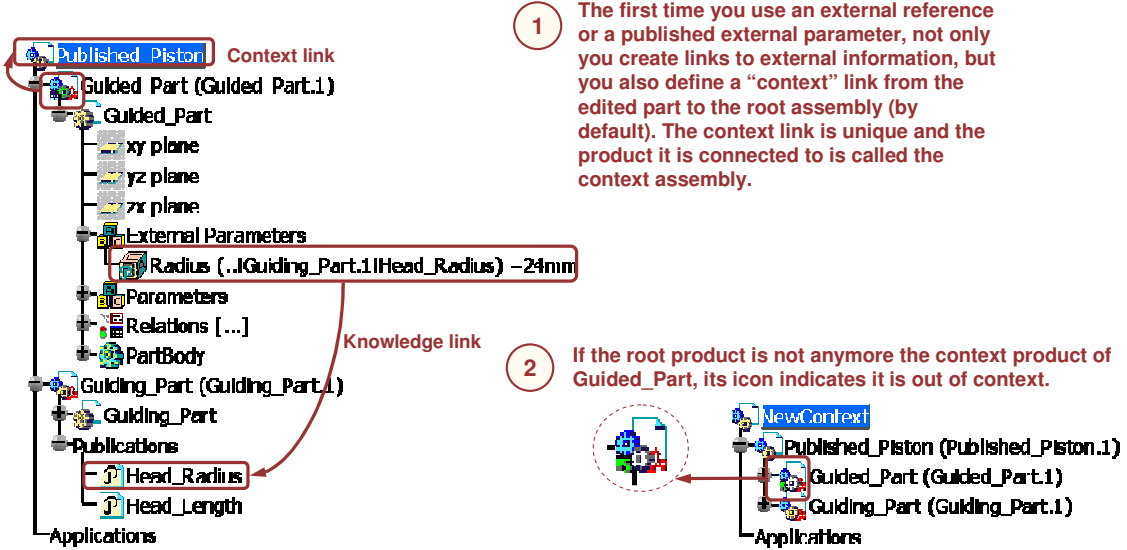 Published_Piston
Context link
Guided_Part (Guided_Part.1)
Guided_Part
xy plane
yz plane
zx plane
External Parameters
Radius (..!Guiding_Part.1!Head_Radius) =24mm
Parameters
Relations [...]
Knowledge link
PartBody
Guiding_Part (Guiding_Part.1)
Guiding_Part
Publications
Head_Radius
Head_Length
Applications
1
The first time you use an external reference
or a published external parameter, not only
you create links to external information, but
you also define a “context” link from the
edited part to the root assembly (by
default). The context link is unique and the
product it is connected to is called the
context assembly.
2
If the root product is not anymore the context product of
Guided_Part, its icon indicates it is out of context.
NewContext
Published_Piston (Published_Piston.1)
Guided_Part (Guided_Part.1)
Guiding_Part (Guiding_Part.1)
Applications